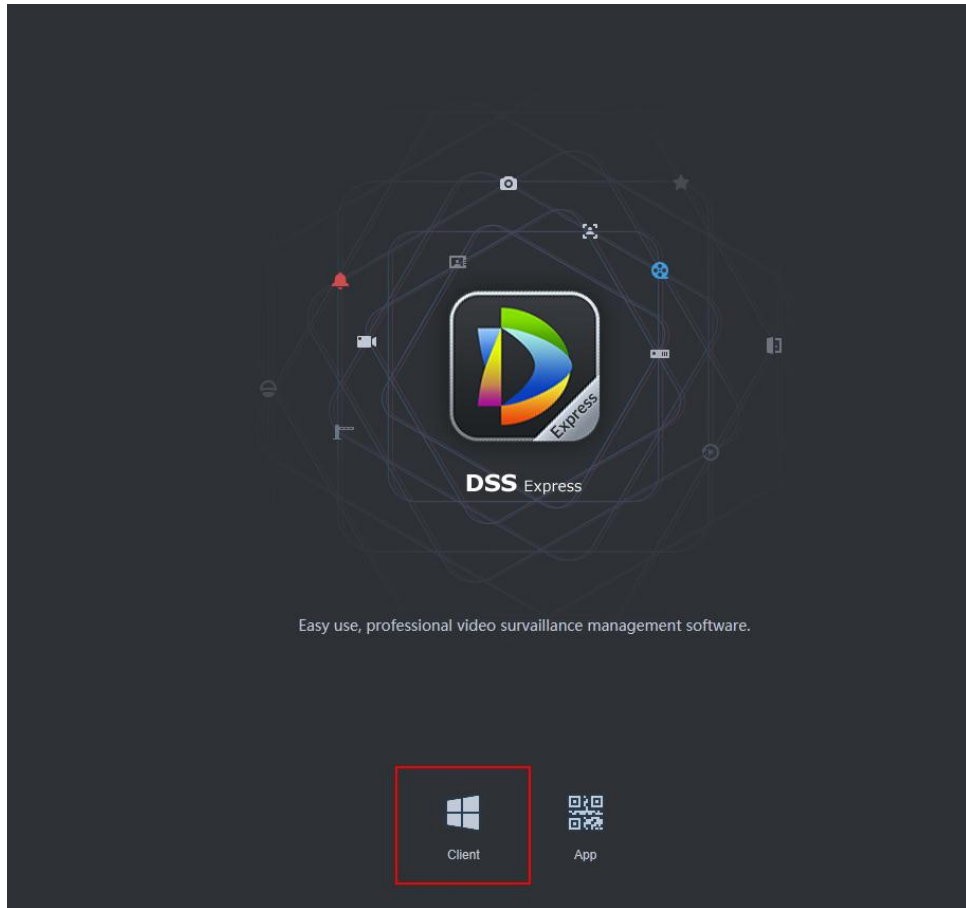 Express
DSS Express
Easy use, professional video survaillance management software.
Client
App